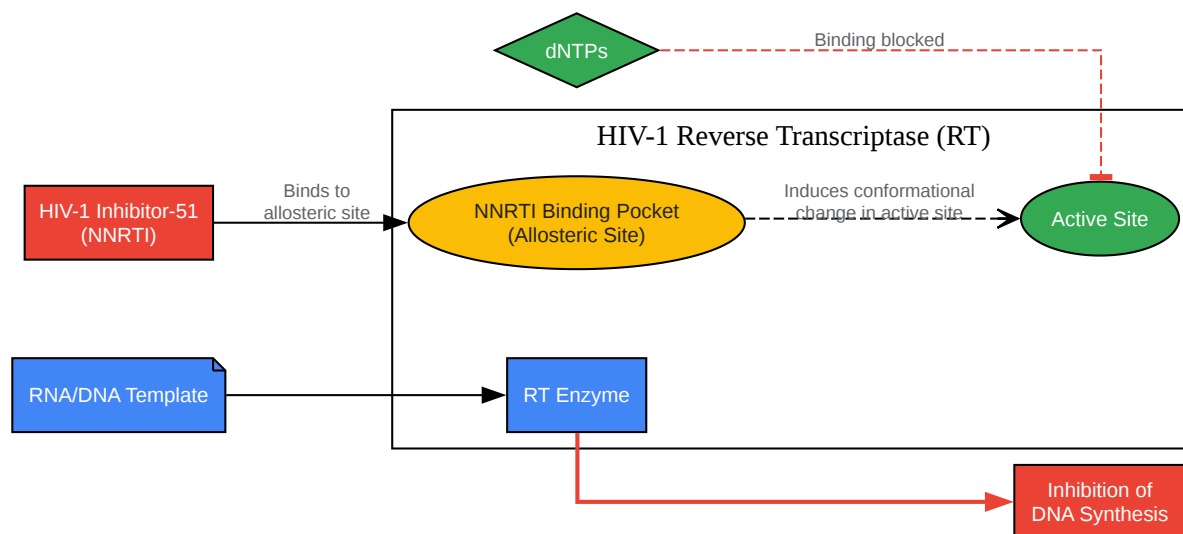 dNTPs
Binding blocked
HIV-1 Reverse Transcriptase (RT)
HIV-1 Inhibitor-51
(NNRTI)
Binds to
allosteric site
NNRTI Binding Pocket
(Allosteric Site)
Induces conformational
change in active site
Active Site
RNA/DNA Template
RT Enzyme
Inhibition of
DNA Synthesis